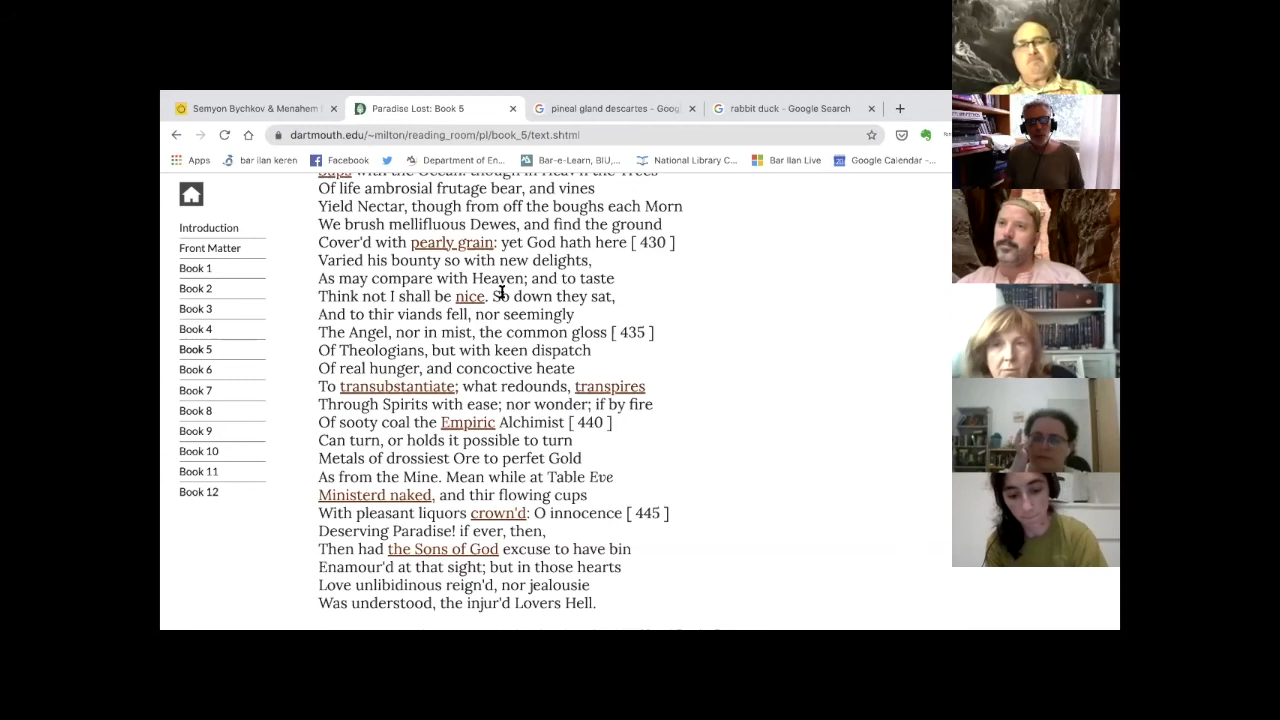 Semyon Bychkov & Menahem
Paradise Lost: Book 5
pineal gland descartes - Goog
rabbit duck - Google Search
dartmouth.edu/~milton/reading_room/pl/book_5/text.shtml
Apps
bar ilan keren
Facebook
Department of En...
Bar-e-Learn, BIU,...
National Library C...
Bar Ilan Live
Google Calendar -...
Introduction
Front Matter
Book 1
Book 2
Book 3
Book 4
Book 5
Book 6
Book 7
Book 8
Book 9
Book 10
Book 11
Book 12
Sups with the Ocean: though in Heav'n the Trees
Of life ambrosial frutage bear, and vines
Yield Nectar, though from off the boughs each Morn
We brush mellifluous Dewes, and find the ground
Cover'd with pearly grain: yet God hath here [ 430 ]
Varied his bounty so with new delights,
As may compare with Heaven; and to taste
Think not I shall be nice. So down they sat,
And to thir viands fell, nor seemingly
The Angel, nor in mist, the common gloss [ 435 ]
Of Theologians, but with keen dispatch
Of real hunger, and concoctive heate
To transubstantiate; what redounds, transpires
Through Spirits with ease; nor wonder; if by fire
Of sooty coal the Empiric Alchimist [ 440 ]
Can turn, or holds it possible to turn
Metals of drossiest Ore to perfet Gold
As from the Mine. Mean while at Table Eve
Ministerd naked, and thir flowing cups
With pleasant liquors crown'd: O innocence [ 445 ]
Deserving Paradise! if ever, then,
Then had the Sons of God excuse to have bin
Enamour'd at that sight; but in those hearts
Love unlibidinous reign'd, nor jealousie
Was understood, the injur'd Lovers Hell.